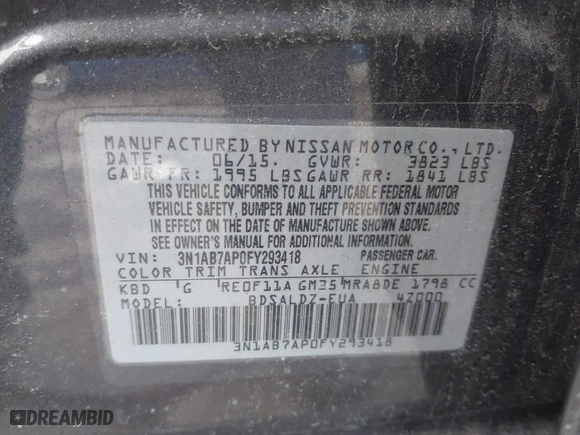 MANUFACTURED BY NISSAN MOTOR CO., LTD.
DATE: 06/15. GVWR: 3823 LBS
GAWR FR: 1995 LBS GAWR RR: 1841 LBS
THIS VEHICLE CONFORMS TO ALL APPLICABLE FEDERAL MOTOR
VEHICLE SAFETY, BUMPER AND THEFT PREVENTION STANDARDS
IN EFFECT ON THE DATE OF MANUFACTURE SHOWN ABOVE.
SEE OWNER'S MANUAL FOR ADDITIONAL INFORMATION.
VIN: 3N1AB7AP0FY293418 PASSENGER CAR.
COLOR TRIM TRANS AXLE ENGINE
KBD G RE0F11A GM35 MRA8DE 1798 CC
MODEL: BDSALDZ-EUA 4Z000
3N1AB7AP0FY293418
DREAMBID